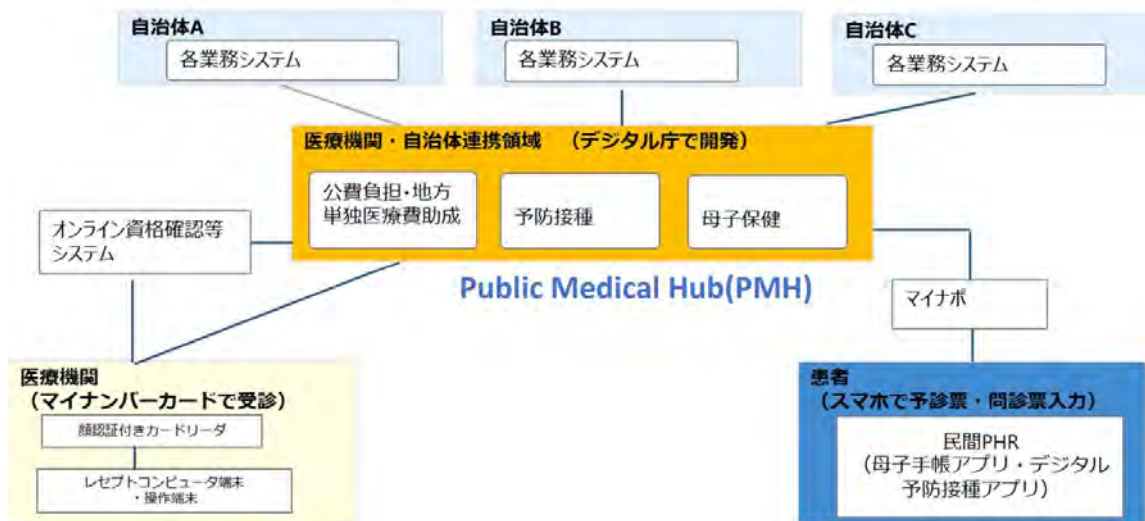 自治体A
各業務システム
自治体B
各業務システム
自治体C
各業務システム
医療機関・自治体連携領域 (デジタル庁で開発)
公費負担・地方
単独医療費助成
予防接種
母子保健
オンライン資格確認等
システム
Public Medical Hub(PMH)
マイナポ
医療機関
(マイナンバーカードで受診)
顔認証付きカードリーダ
レセプトコンピュータ端末
・操作端末
患者
(スマホで予診票・問診票入力)
民間PHR
(母子手帳アプリ・デジタル
予防接種アプリ)